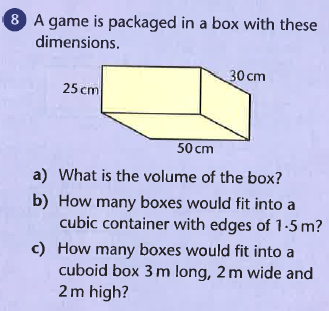 8 A game is packaged in a box with these
dimensions.
30 cm
25 cm
50 cm
a) What is the volume of the box?
b) How many boxes would fit into a
cubic container with edges of 1·5 m?
c) How many boxes would fit into a
cuboid box 3 m long, 2 m wide and
2 m high?